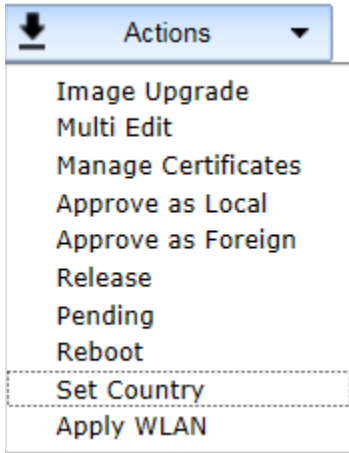 Actions
Image Upgrade
Multi Edit
Manage Certificates
Approve as Local
Approve as Foreign
Release
Pending
Reboot
Set Country
Apply WLAN